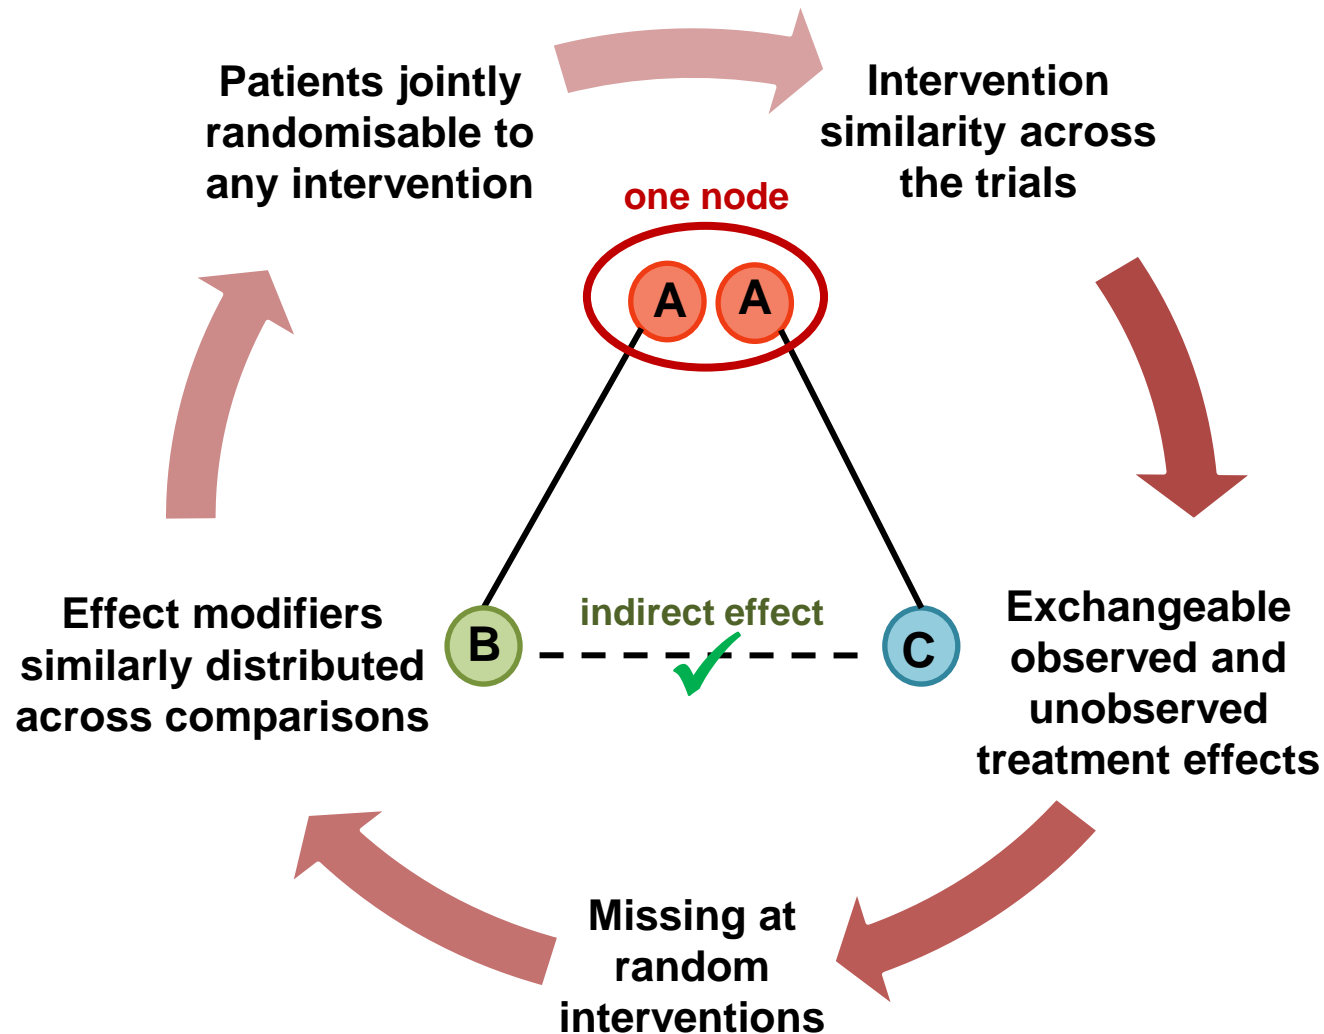 Patients jointly
randomisable to
any intervention
Intervention
similarity across
the trials
one node
A A
Effect modifiers
similarly distributed
across comparisons
B
indirect effect
C
Exchangeable
observed and
unobserved
treatment effects
Missing at
random
interventions